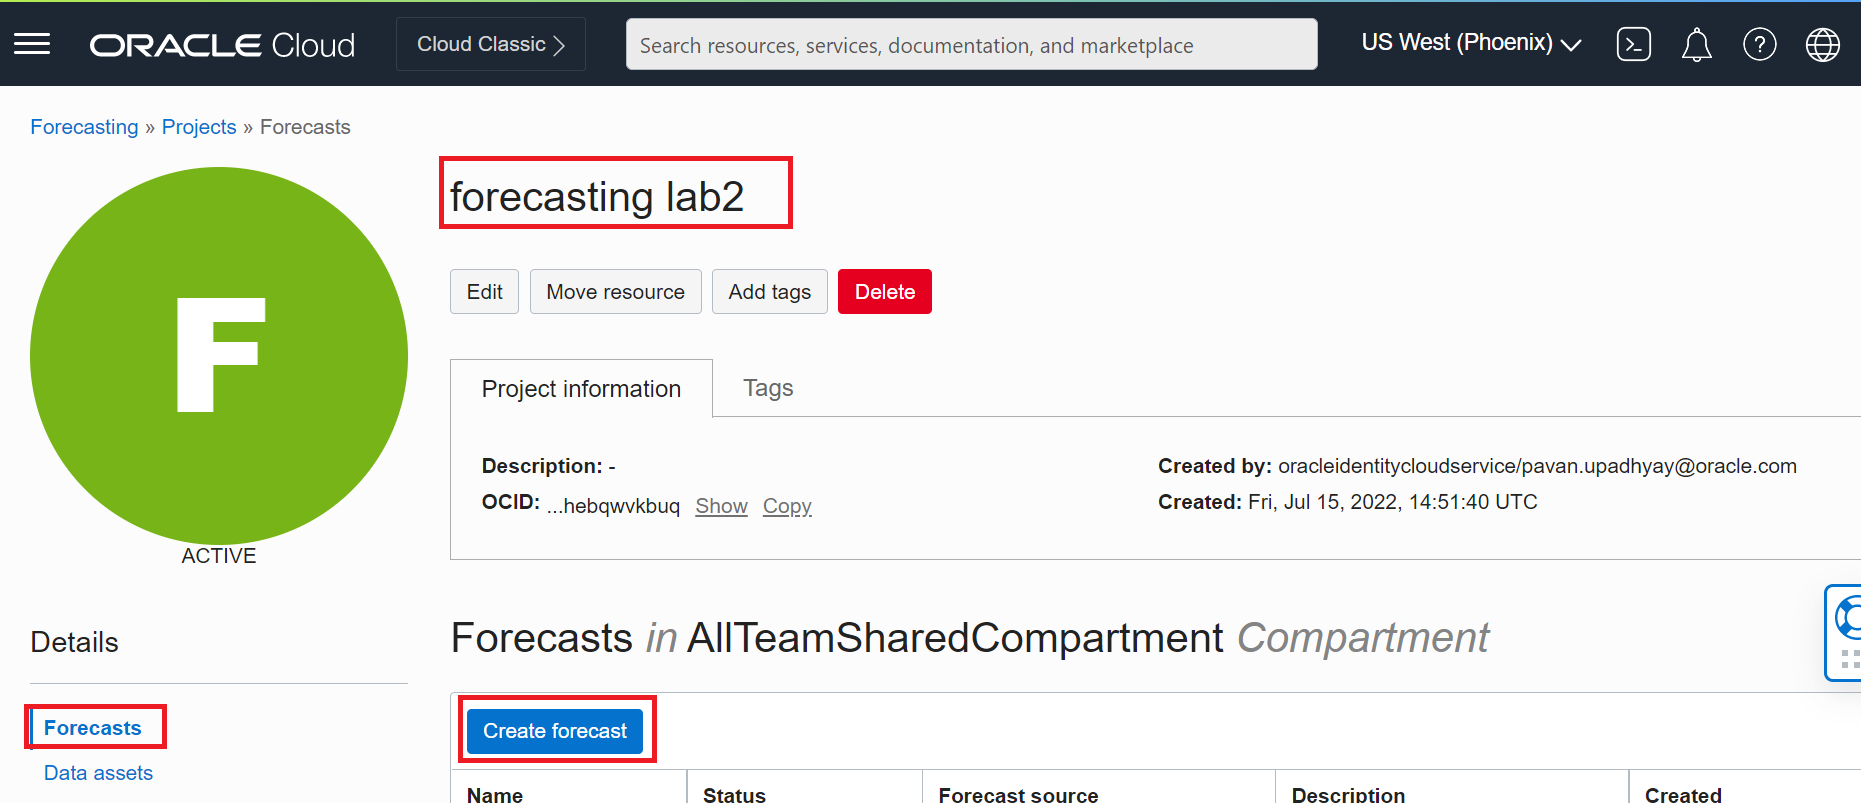 ORACLE Cloud
Cloud Classic
Search resources, services, documentation, and marketplace
US West (Phoenix)
Forecasting » Projects » Forecasts
F
ACTIVE
forecasting lab2
Edit
Move resource
Add tags
Delete
Project information
Tags
Description: -
OCID: ...hebqwvkbuq Show Copy
Created by: oracleidentitycloudservice/pavan.upadhyay@oracle.com
Created: Fri, Jul 15, 2022, 14:51:40 UTC
Details
Forecasts
Data assets
Forecasts in AllTeamSharedCompartment Compartment
Create forecast
Name
Status
Forecast source
Description
Created